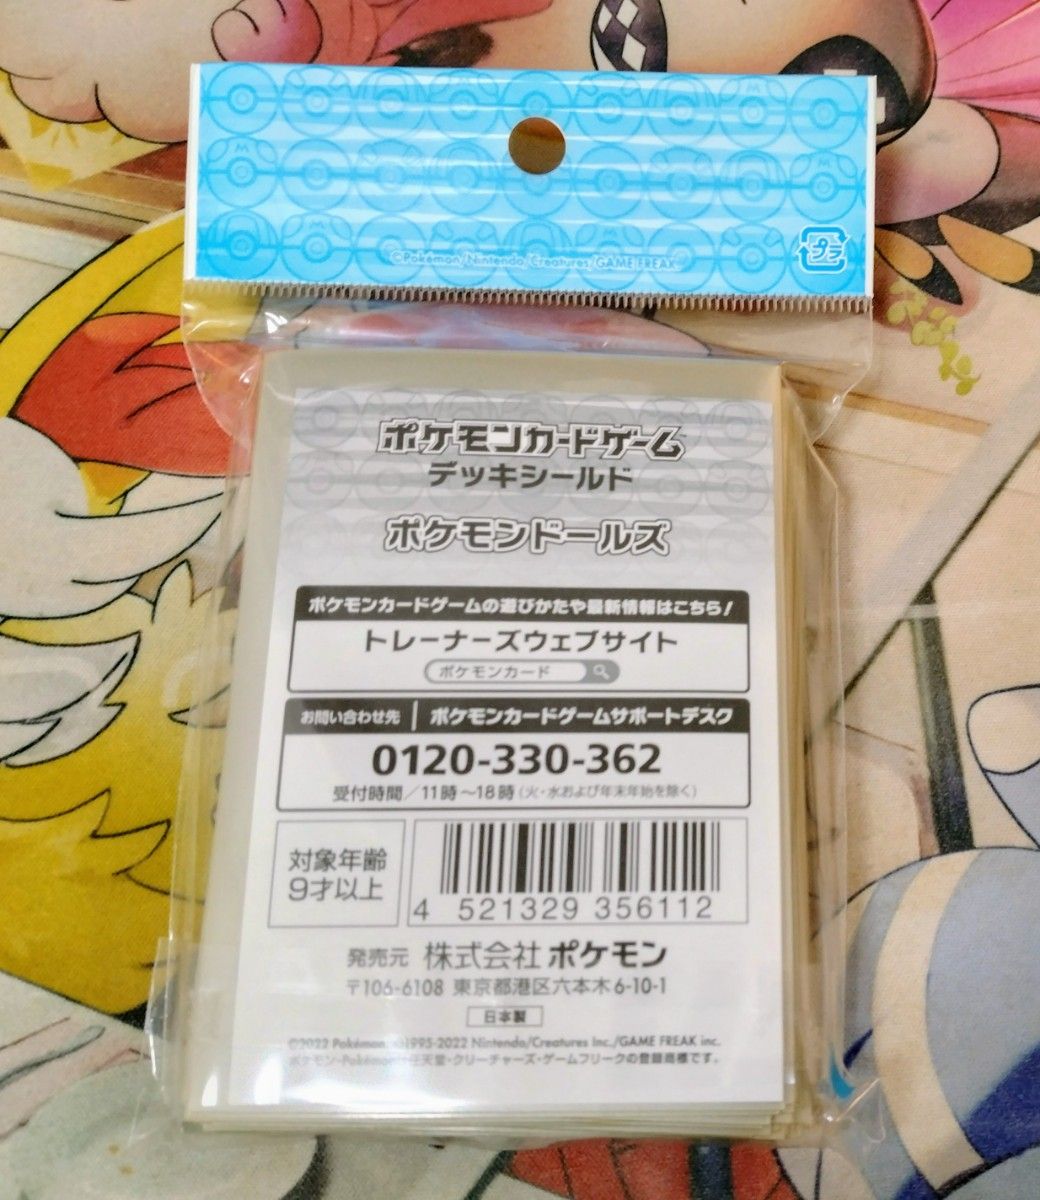 ©Pokémon/Nintendo/Creatures/GAME FREAK
プラ
ポケモンカードゲーム
デッキシールド
ポケモンドールズ
ポケモンカードゲームの遊びかたや最新情報はこちら!
トレーナーズウェブサイト
ポケモンカード
お問い合わせ先 ポケモンカードゲームサポートデスク
0120-330-362
受付時間/11時~18時(火・水および年末年始を除く)
対象年齢
9才以上
4 521329 356112
発売元 株式会社 ポケモン
〒106-6108 東京都港区六本木6-10-1
日本製
©2022 Pokémon. ©1995-2022 Nintendo/Creatures Inc./GAME FREAK inc.
ポケモン・Pokémonは任天堂・クリーチャーズ・ゲームフリークの登録商標です。